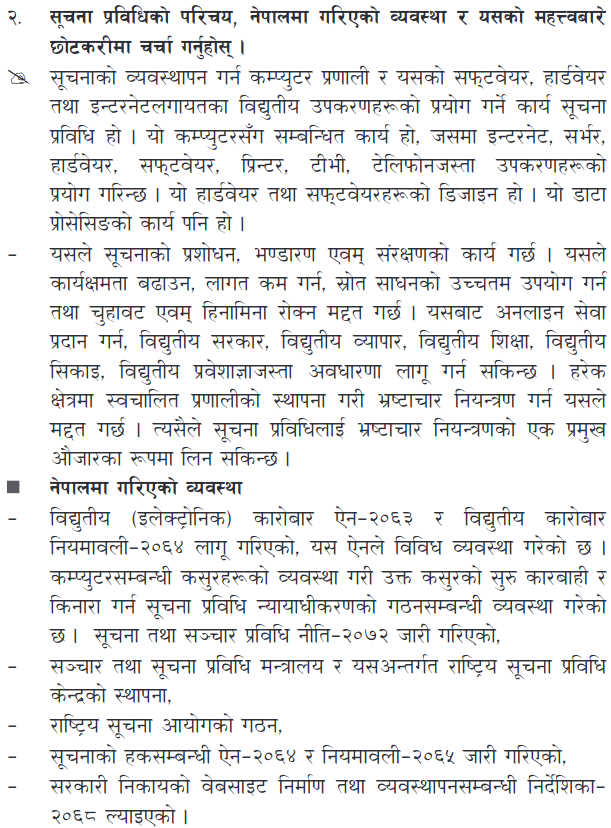 २. सूचना प्रविधिको परिचय, नेपालमा गरिएको व्यवस्था र यसको महत्त्वबारे
छोटकरीमा चर्चा गर्नुहोस् ।
✍ सूचनाको व्यवस्थापन गर्न कम्प्युटर प्रणाली र यसको सफ्टवेयर, हार्डवेयर
तथा इन्टरनेटलगायतका विद्युतीय उपकरणहरूको प्रयोग गर्ने कार्य सूचना
प्रविधि हो । यो कम्प्युटरसँग सम्बन्धित कार्य हो, जसमा इन्टरनेट, सर्भर,
हार्डवेयर, सफ्टवेयर, प्रिन्टर, टीभी, टेलिफोनजस्ता उपकरणहरूको
प्रयोग गरिन्छ । यो हार्डवेयर तथा सफ्टवेयरहरूको डिजाइन हो । यो डाटा
प्रोसेसिङको कार्य पनि हो ।
– यसले सूचनाको प्रशोधन, भण्डारण एवम् संरक्षणको कार्य गर्छ । यसले
कार्यक्षमता बढाउन, लागत कम गर्न, स्रोत साधनको उच्चतम उपयोग गर्न
तथा चुहावट एवम् हिनामिना रोक्न मद्दत गर्छ । यसबाट अनलाइन सेवा
प्रदान गर्न, विद्युतीय सरकार, विद्युतीय व्यापार, विद्युतीय शिक्षा, विद्युतीय
सिकाइ, विद्युतीय प्रवेशाज्ञाजस्ता अवधारणा लागू गर्न सकिन्छ । हरेक
क्षेत्रमा स्वचालित प्रणालीको स्थापना गरी भ्रष्टाचार नियन्त्रण गर्न यसले
मद्दत गर्छ । त्यसैले सूचना प्रविधिलाई भ्रष्टाचार नियन्त्रणको एक प्रमुख
औजारका रूपमा लिन सकिन्छ ।
■ नेपालमा गरिएको व्यवस्था
– विद्युतीय (इलेक्ट्रोनिक) कारोबार ऐन–२०६३ र विद्युतीय कारोबार
नियमावली–२०६४ लागू गरिएको, यस ऐनले विविध व्यवस्था गरेको छ ।
कम्प्युटरसम्बन्धी कसुरहरूको व्यवस्था गरी उक्त कसुरको सुरु कारबाही र
किनारा गर्न सूचना प्रविधि न्यायाधीकरणको गठनसम्बन्धी व्यवस्था गरेको
छ । सूचना तथा सञ्चार प्रविधि नीति–२०७२ जारी गरिएको,
– सञ्चार तथा सूचना प्रविधि मन्त्रालय र यसअन्तर्गत राष्ट्रिय सूचना प्रविधि
केन्द्रको स्थापना,
– राष्ट्रिय सूचना आयोगको गठन,
– सूचनाको हकसम्बन्धी ऐन–२०६४ र नियमावली–२०६५ जारी गरिएको,
– सरकारी निकायको वेबसाइट निर्माण तथा व्यवस्थापनसम्बन्धी निर्देशिका–
२०६८ ल्याइएको ।